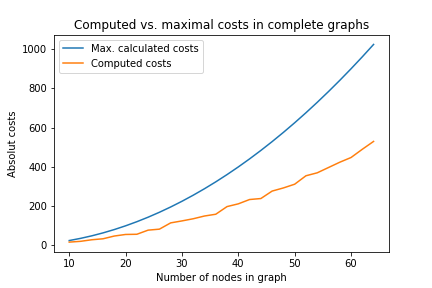 Computed vs. maximal costs in complete graphs
Max. calculated costs
Computed costs
Absolut costs
1000
800
600
400
200
0
10
20
30
40
50
60
Number of nodes in graph